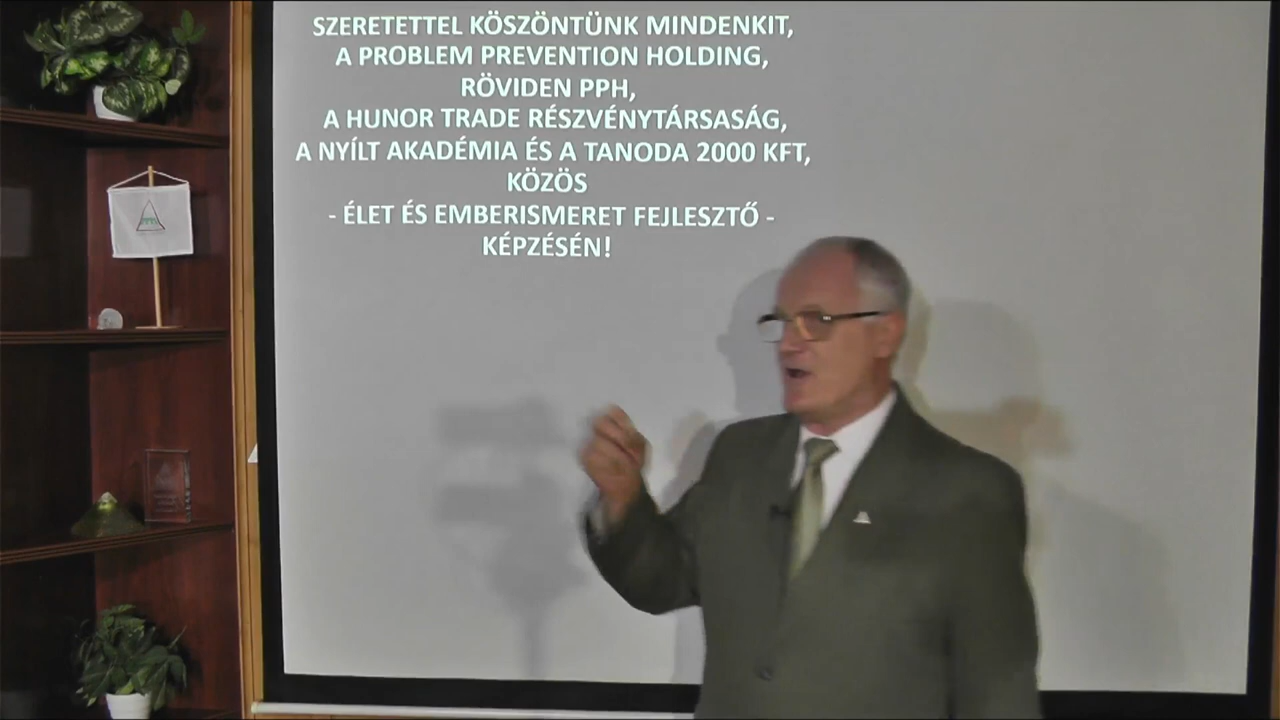 SZERETETTEL KÖSZÖNTÜNK MINDENKIT,
A PROBLEM PREVENTION HOLDING,
RÖVIDEN PPH,
A HUNOR TRADE RÉSZVÉNYTÁRSASÁG,
A NYÍLT AKADÉMIA ÉS A TANODA 2000 KFT,
KÖZÖS
- ÉLET ÉS EMBERISMERET FEJLESZTŐ -
KÉPZÉSÉN!